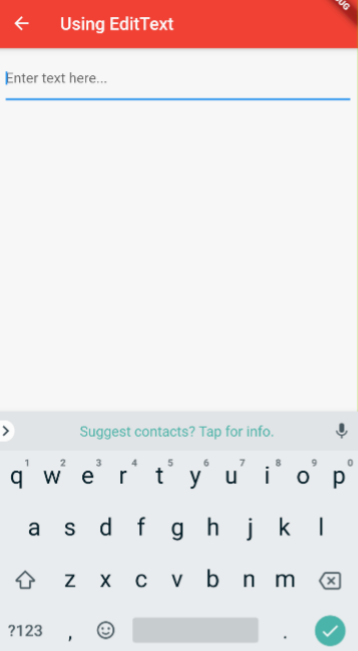 Using EditText
Enter text here...
Suggest contacts? Tap for info.
1 2 3 4 5 6 7 8 9 0
q w e r t y u i o p
a s d f g h j k l
z x c v b n m
?123 , .